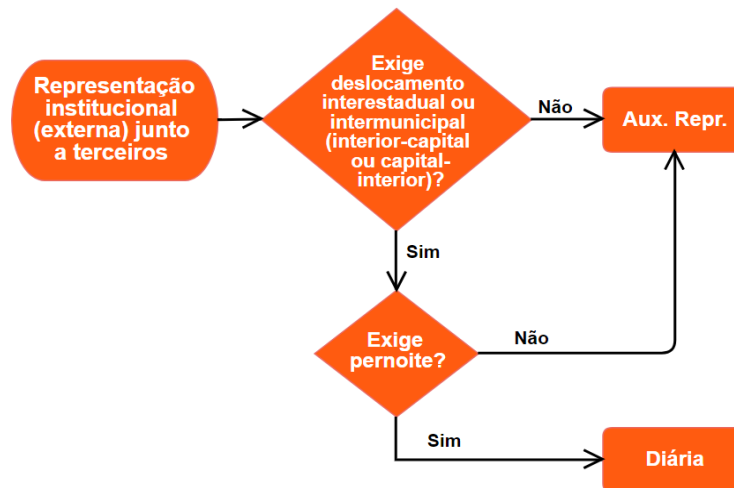 Representação
institucional
(externa) junto
a terceiros
Exige
deslocamento
interestadual ou
intermunicipal
(interior-capital
ou capital-
interior)?
Não
Aux. Repr.
Sim
Exige
pernoite?
Não
Sim
Diária